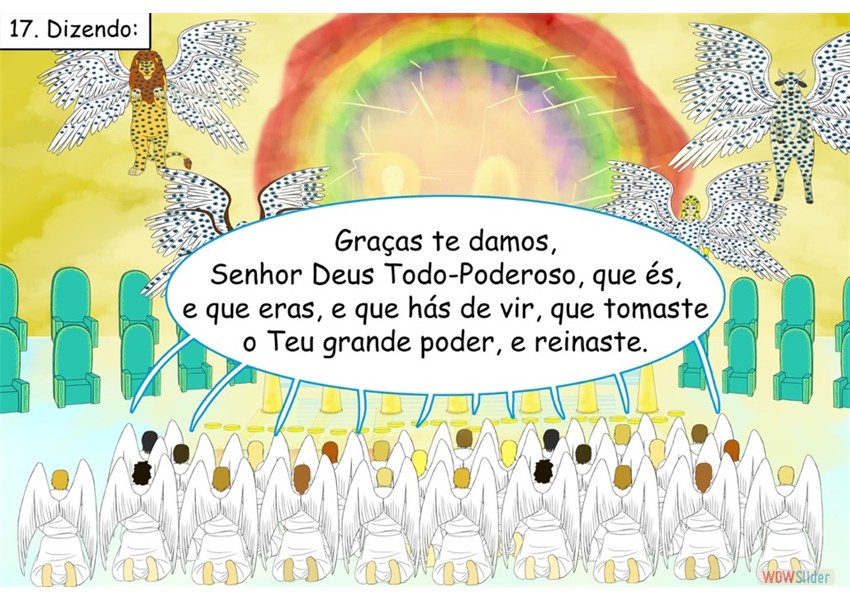 17. Dizendo:
Graças te damos,
Senhor Deus Todo-Poderoso, que és,
e que eras, e que hás de vir, que tomaste
o Teu grande poder, e reinaste.
WOWSlider